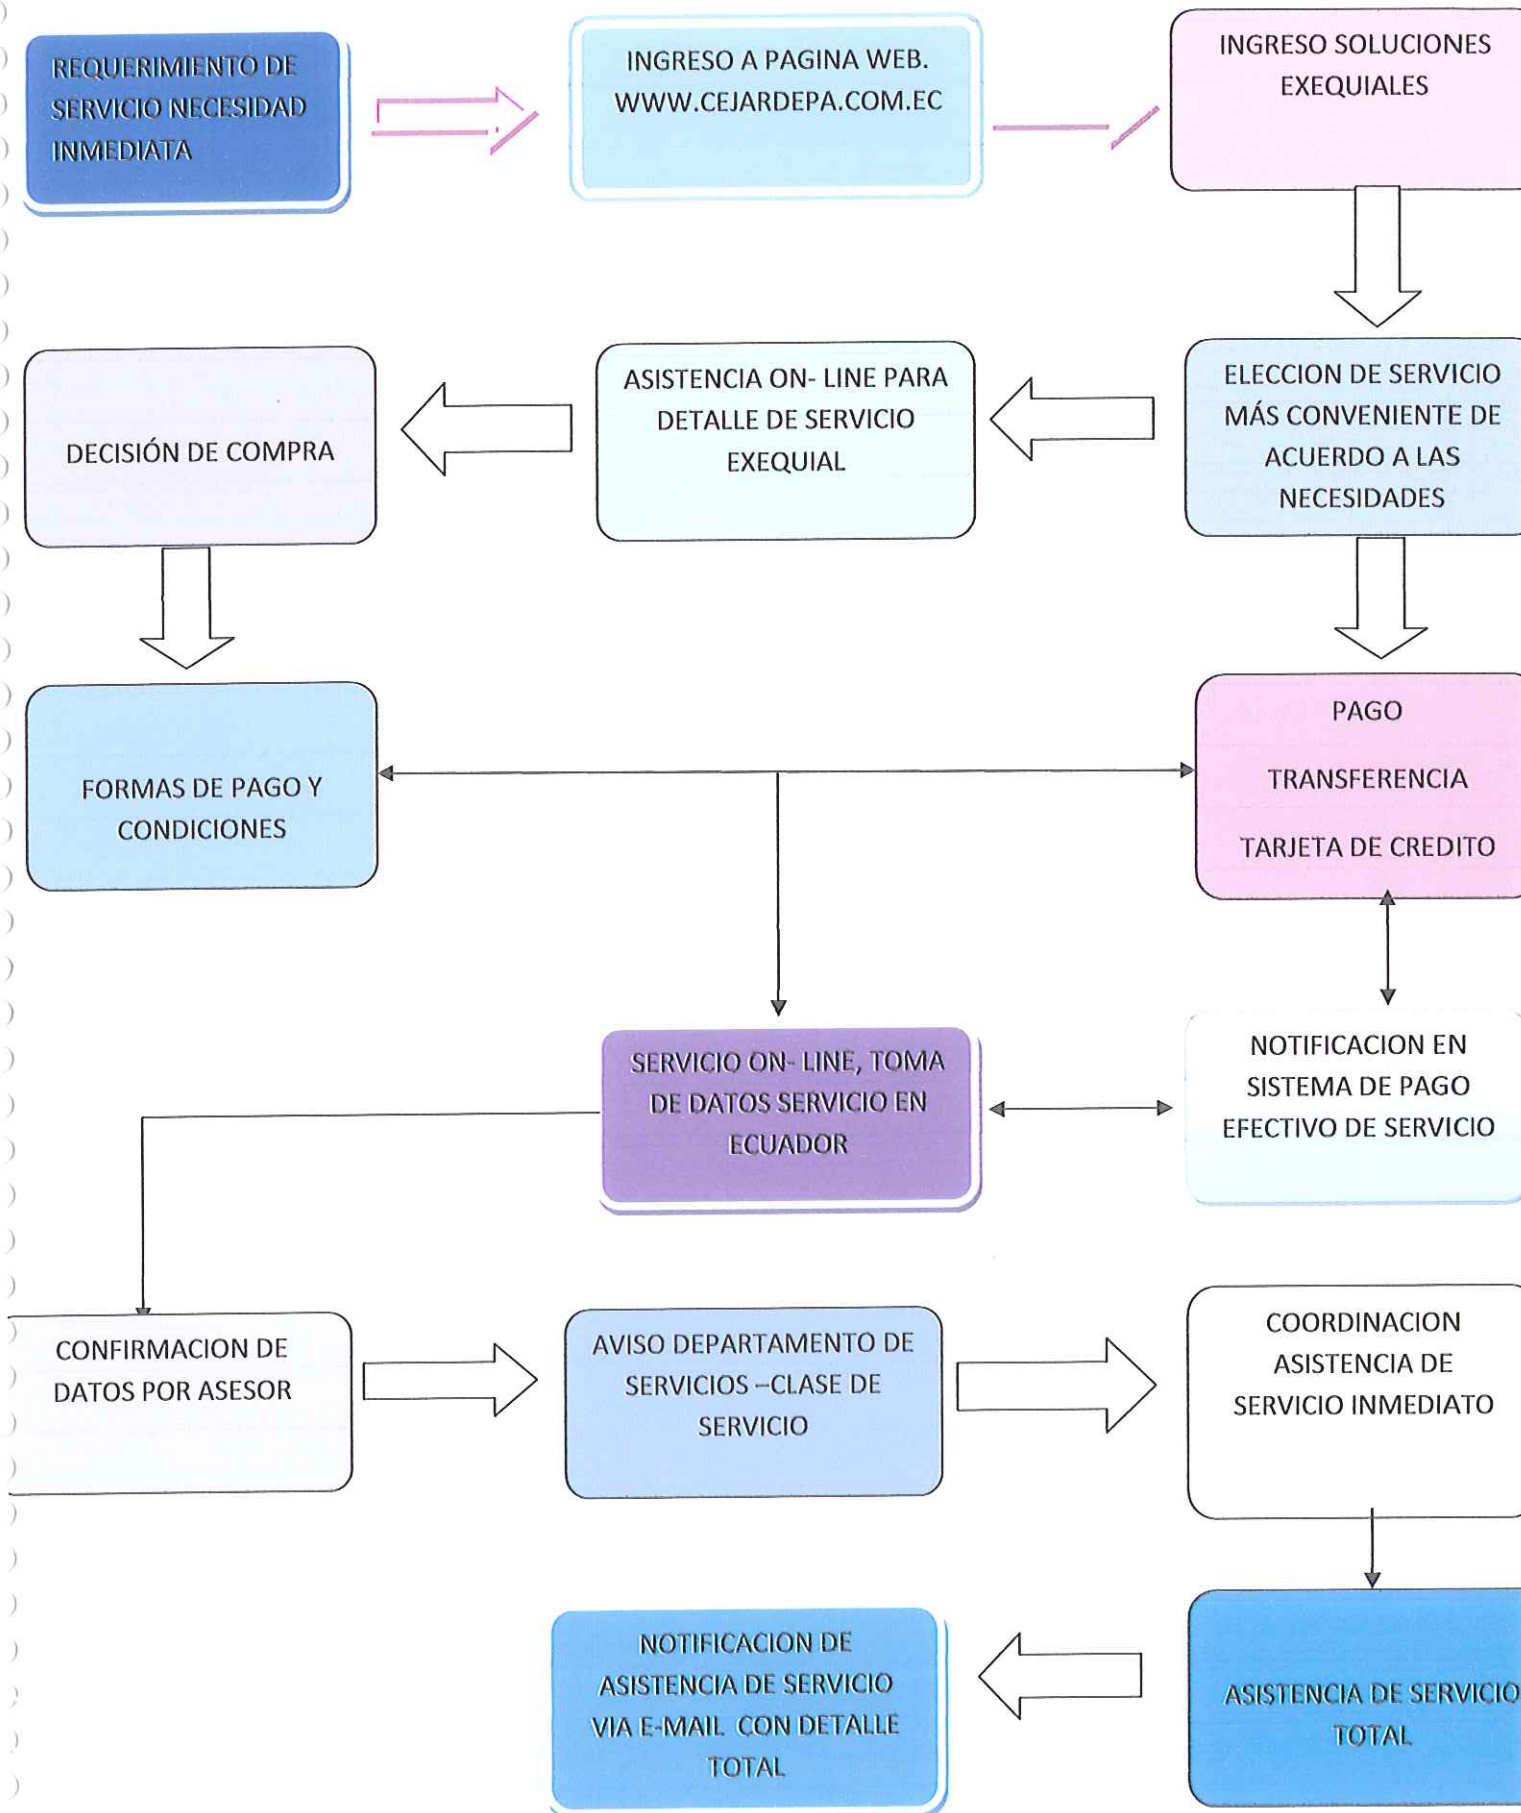 REQUERIMIENTO DE
SERVICIO NECESIDAD
INMEDIATA
INGRESO A PAGINA WEB.
WWW.CEJARDEPA.COM.EC
INGRESO SOLUCIONES
EXEQUIALES
DECISIÓN DE COMPRA
ASISTENCIA ON- LINE PARA
DETALLE DE SERVICIO
EXEQUIAL
ELECCION DE SERVICIO
MÁS CONVENIENTE DE
ACUERDO A LAS
NECESIDADES
FORMAS DE PAGO Y
CONDICIONES
PAGO
TRANSFERENCIA
TARJETA DE CREDITO
SERVICIO ON- LINE, TOMA
DE DATOS SERVICIO EN
ECUADOR
NOTIFICACION EN
SISTEMA DE PAGO
EFECTIVO DE SERVICIO
CONFIRMACION DE
DATOS POR ASESOR
AVISO DEPARTAMENTO DE
SERVICIOS –CLASE DE
SERVICIO
COORDINACION
ASISTENCIA DE
SERVICIO INMEDIATO
NOTIFICACION DE
ASISTENCIA DE SERVICIO
VIA E-MAIL CON DETALLE
TOTAL
ASISTENCIA DE SERVICIO
TOTAL